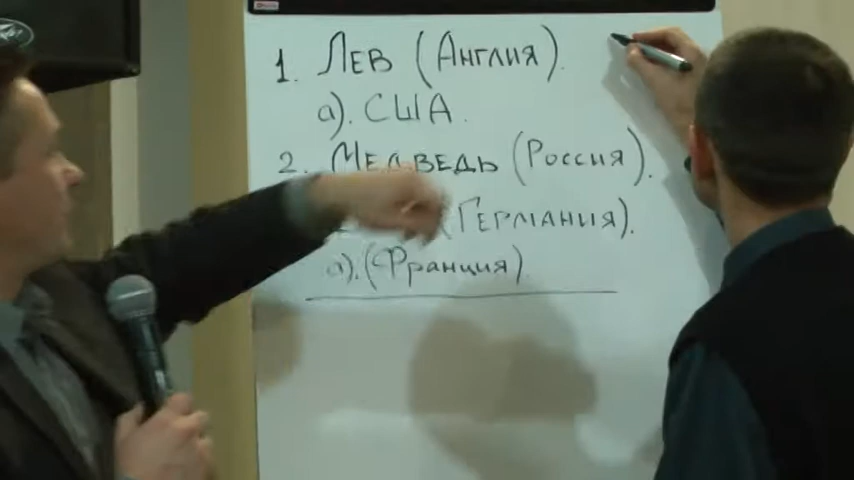 1. Лев (Англия).
а). США.
2. Медведь (Россия).
(Германия).
а). (Франция).